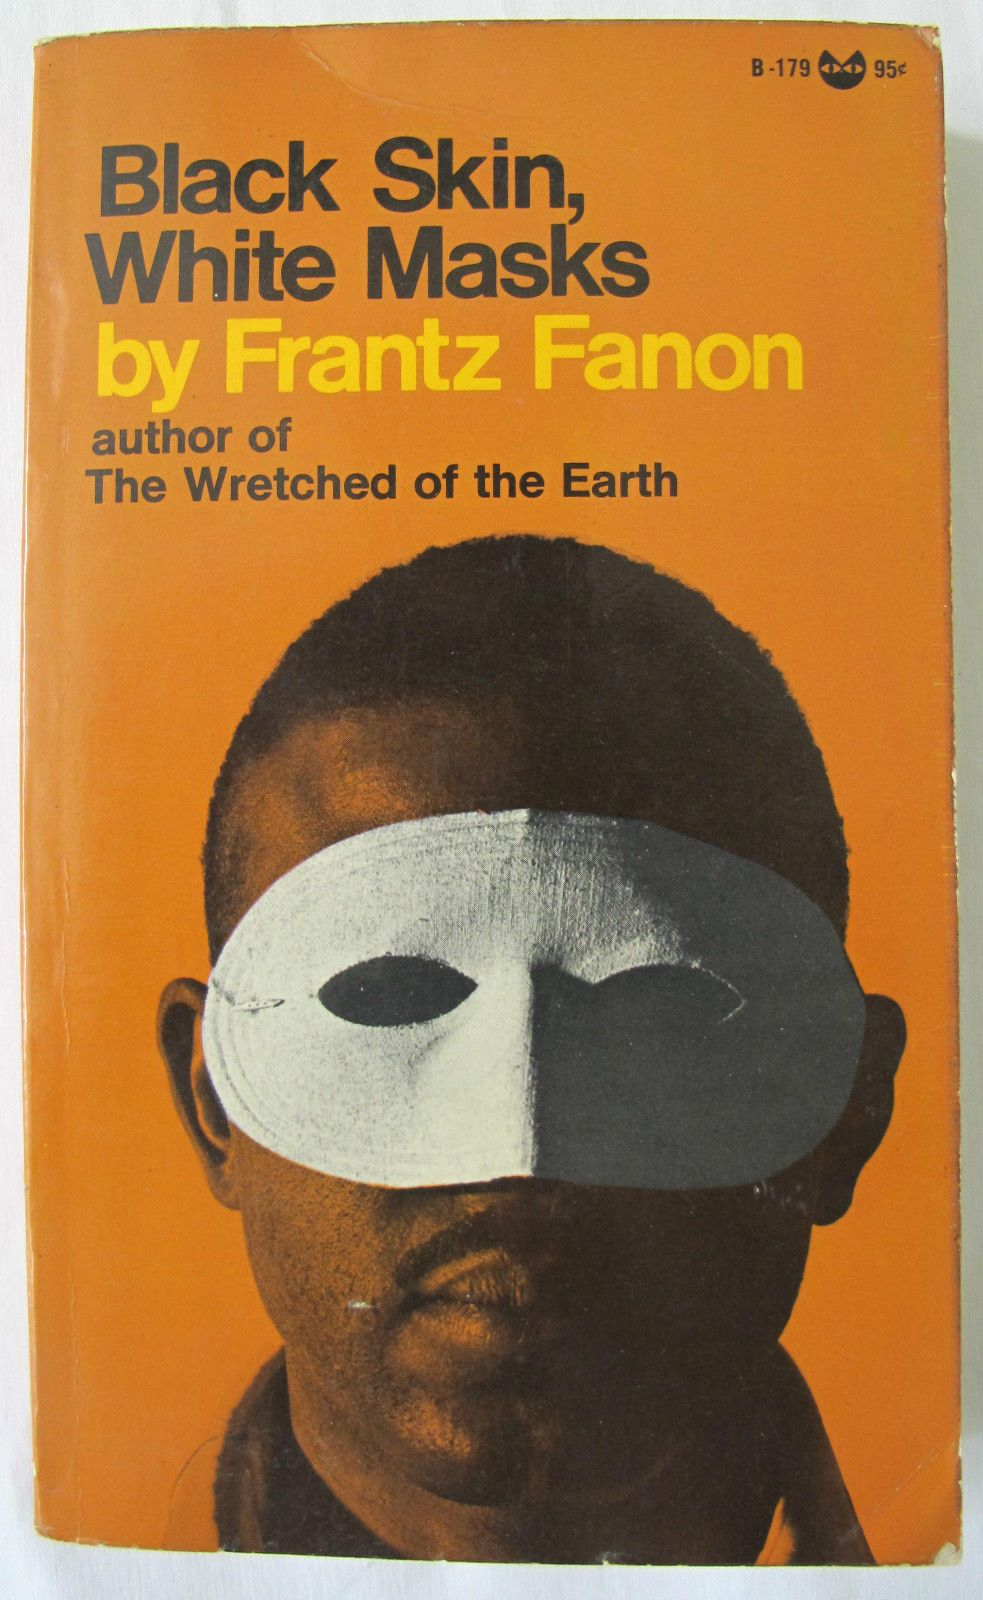 B-179 95¢
Black Skin,
White Masks
by Frantz Fanon
author of
The Wretched of the Earth